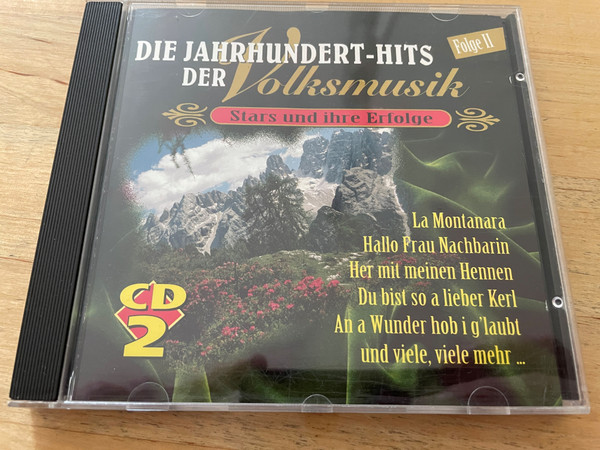 DIE JAHRHUNDERT-HITS
DER Volksmusik
Folge 11
Stars und ihre Erfolge
La Montanara
Hallo Frau Nachbarin
Her mit meinen Hennen
Du bist so a lieber Kerl
An a Wunder hob i g'laubt
und viele, viele mehr ...
CD
2